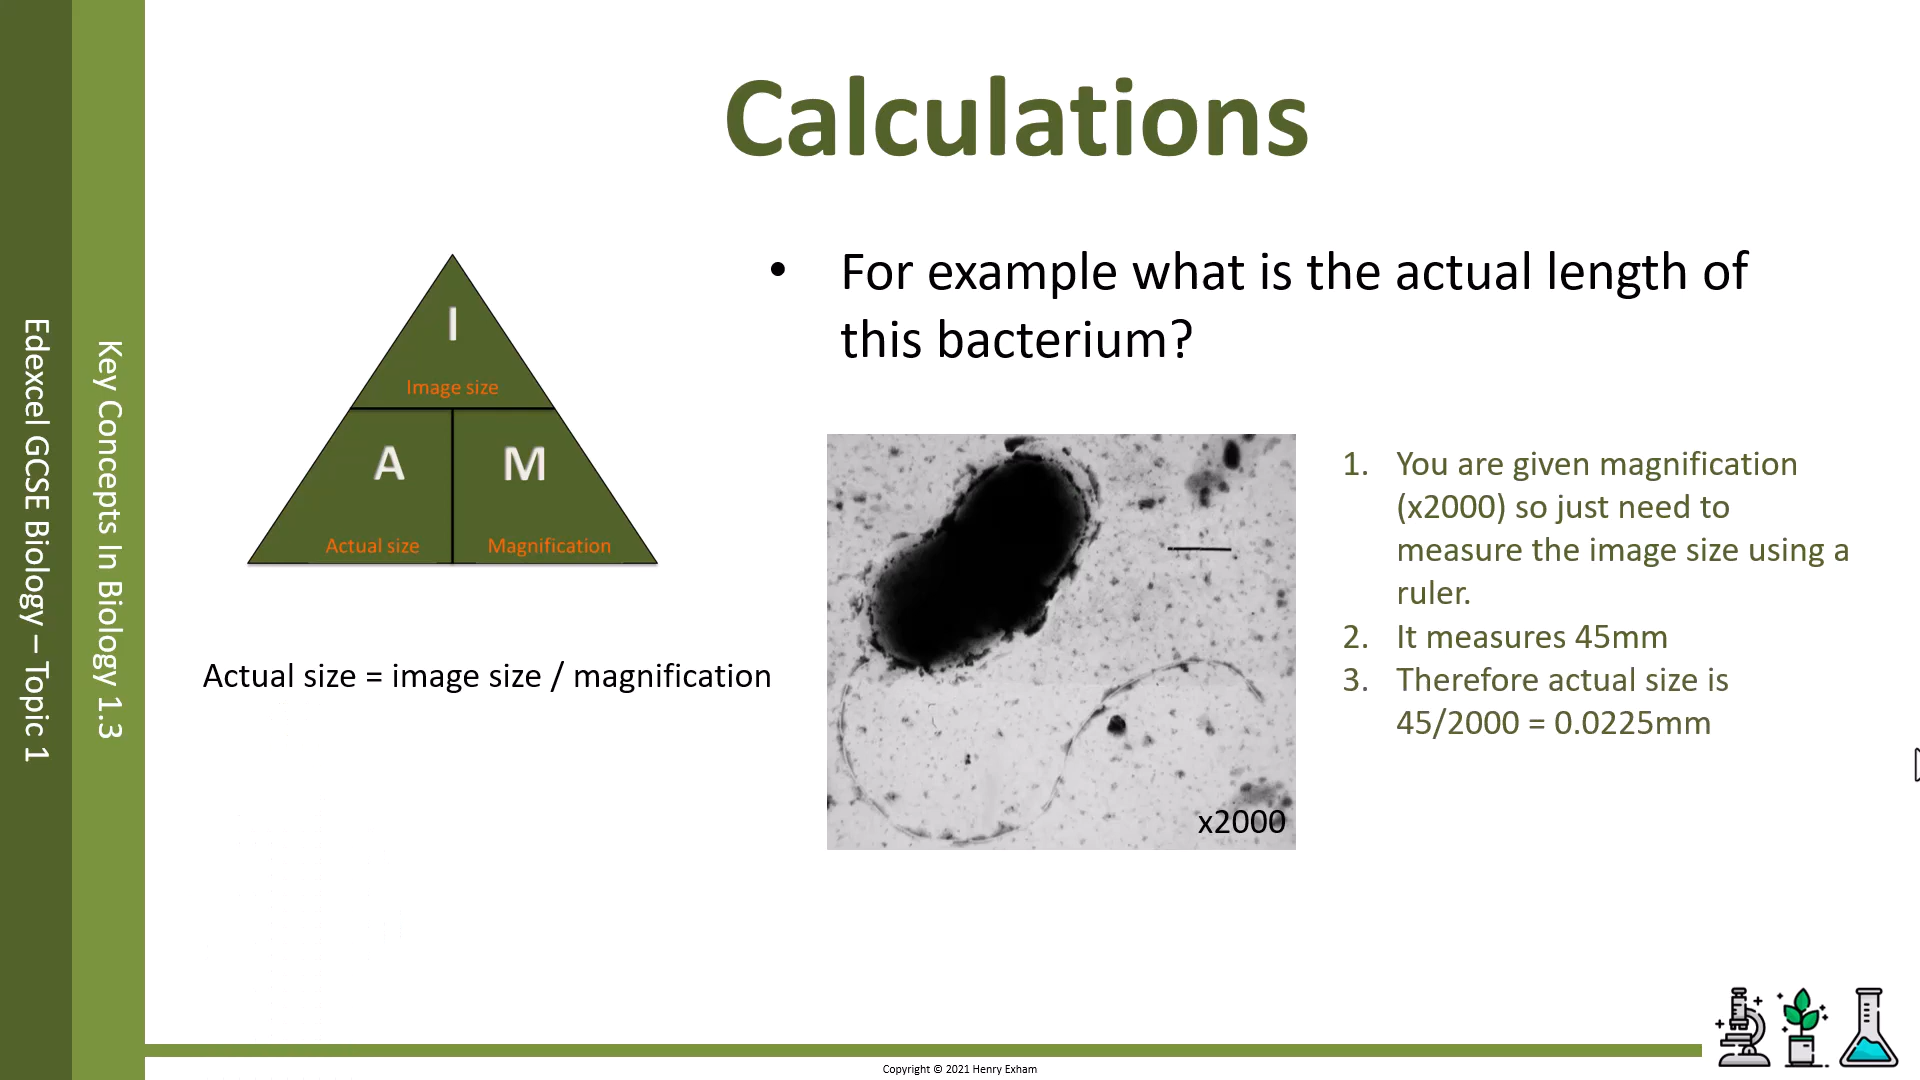 Edexcel GCSE Biology – Topic 1
Key Concepts In Biology 1.3
Calculations
I
Image size
A
M
Actual size
Magnification
Actual size = image size / magnification
• For example what is the actual length of
this bacterium?
x2000
1. You are given magnification
(x2000) so just need to
measure the image size using a
ruler.
2. It measures 45mm
3. Therefore actual size is
45/2000 = 0.0225mm
Copyright © 2021 Henry Exham